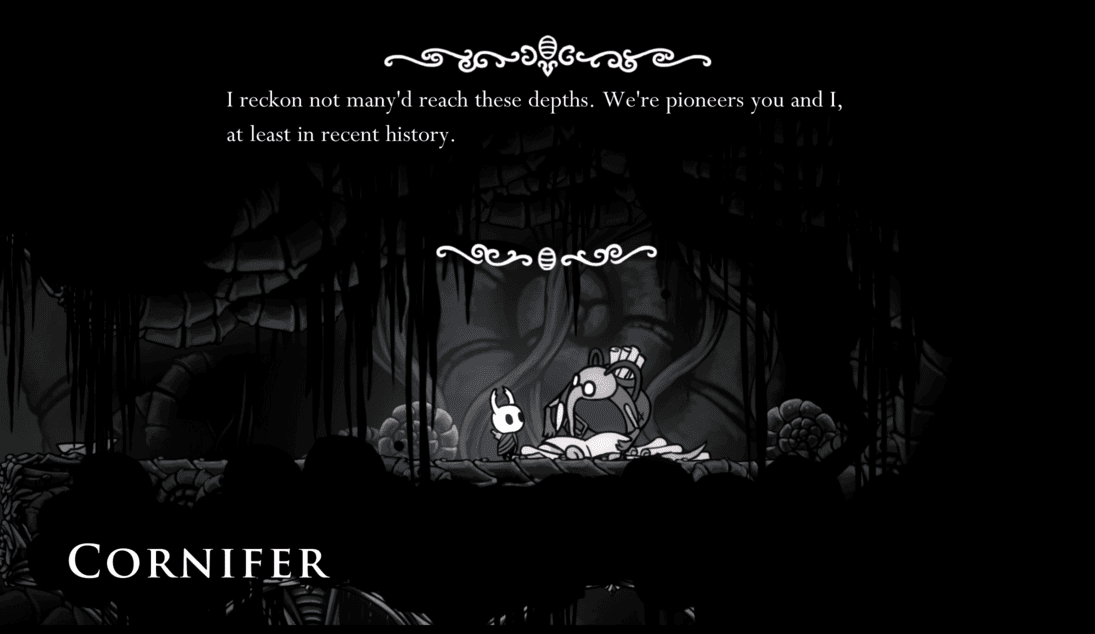 I reckon not many'd reach these depths. We're pioneers you and I,
at least in recent history.
CORNIFER